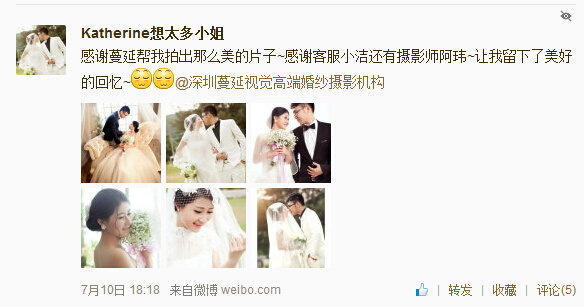 Katherine想太多小姐
感谢蔓延帮我拍出那么美的片子~感谢客服小洁还有摄影师阿玮~让我留下了美好
的回忆~@深圳蔓延视觉高端婚纱摄影机构
7月10日 18:18 来自微博 weibo.com | 转发 | 收藏 | 评论(5)